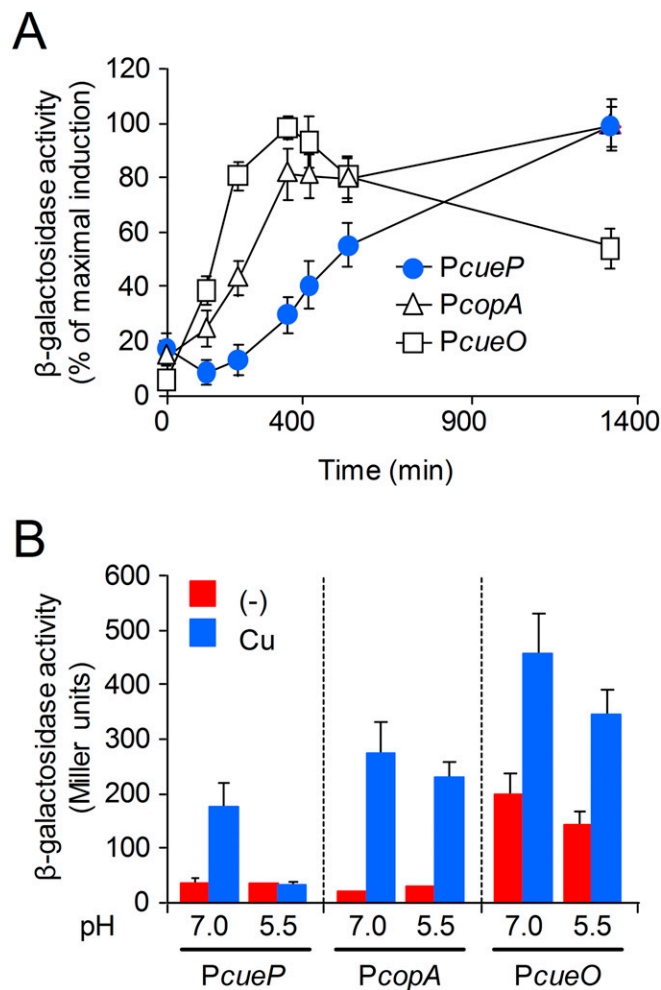 A
β-galactosidase activity
(% of maximal induction)
120
100
80
60
40
20
0
PcueP
PcopA
PcueO
0 400 900 1400
Time (min)
B
β-galactosidase activity
(Miller units)
600
500
400
300
200
100
0
(-)
Cu
pH 7.0 5.5 7.0 5.5 7.0 5.5
PcueP PcopA PcueO